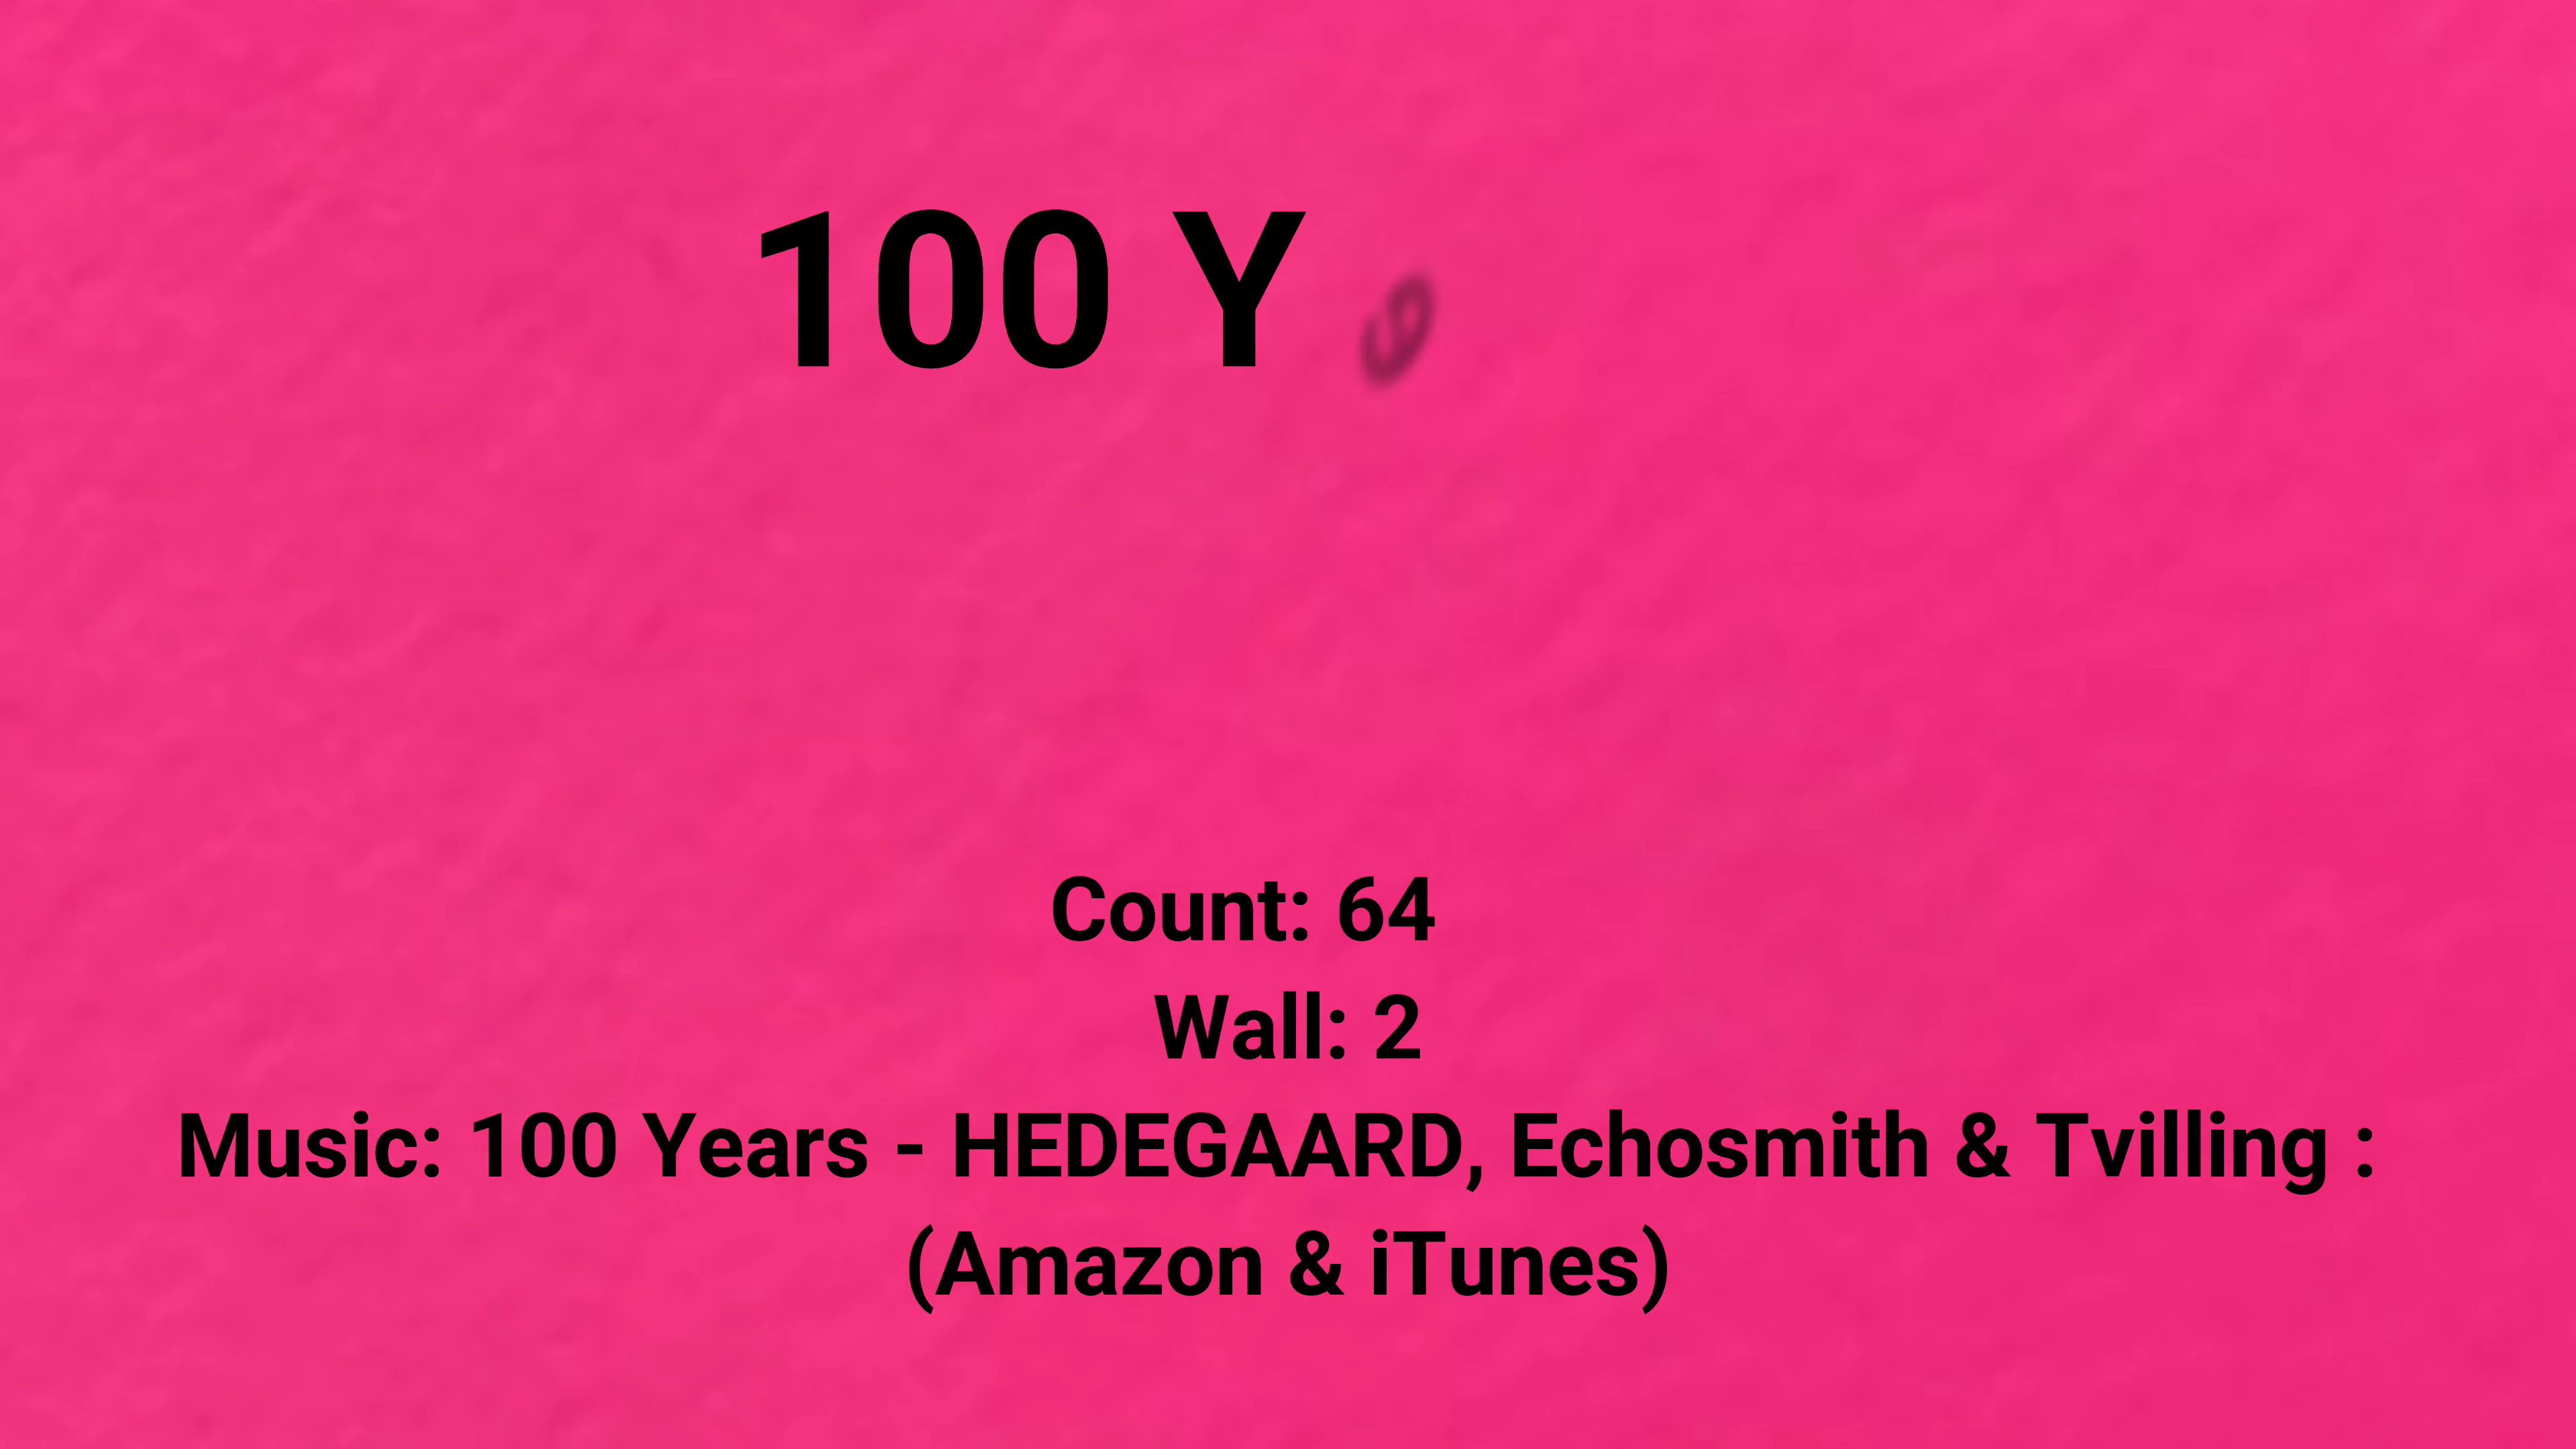 100 Y
Count: 64
Wall: 2
Music: 100 Years - HEDEGAARD, Echosmith & Tvilling :
(Amazon & iTunes)